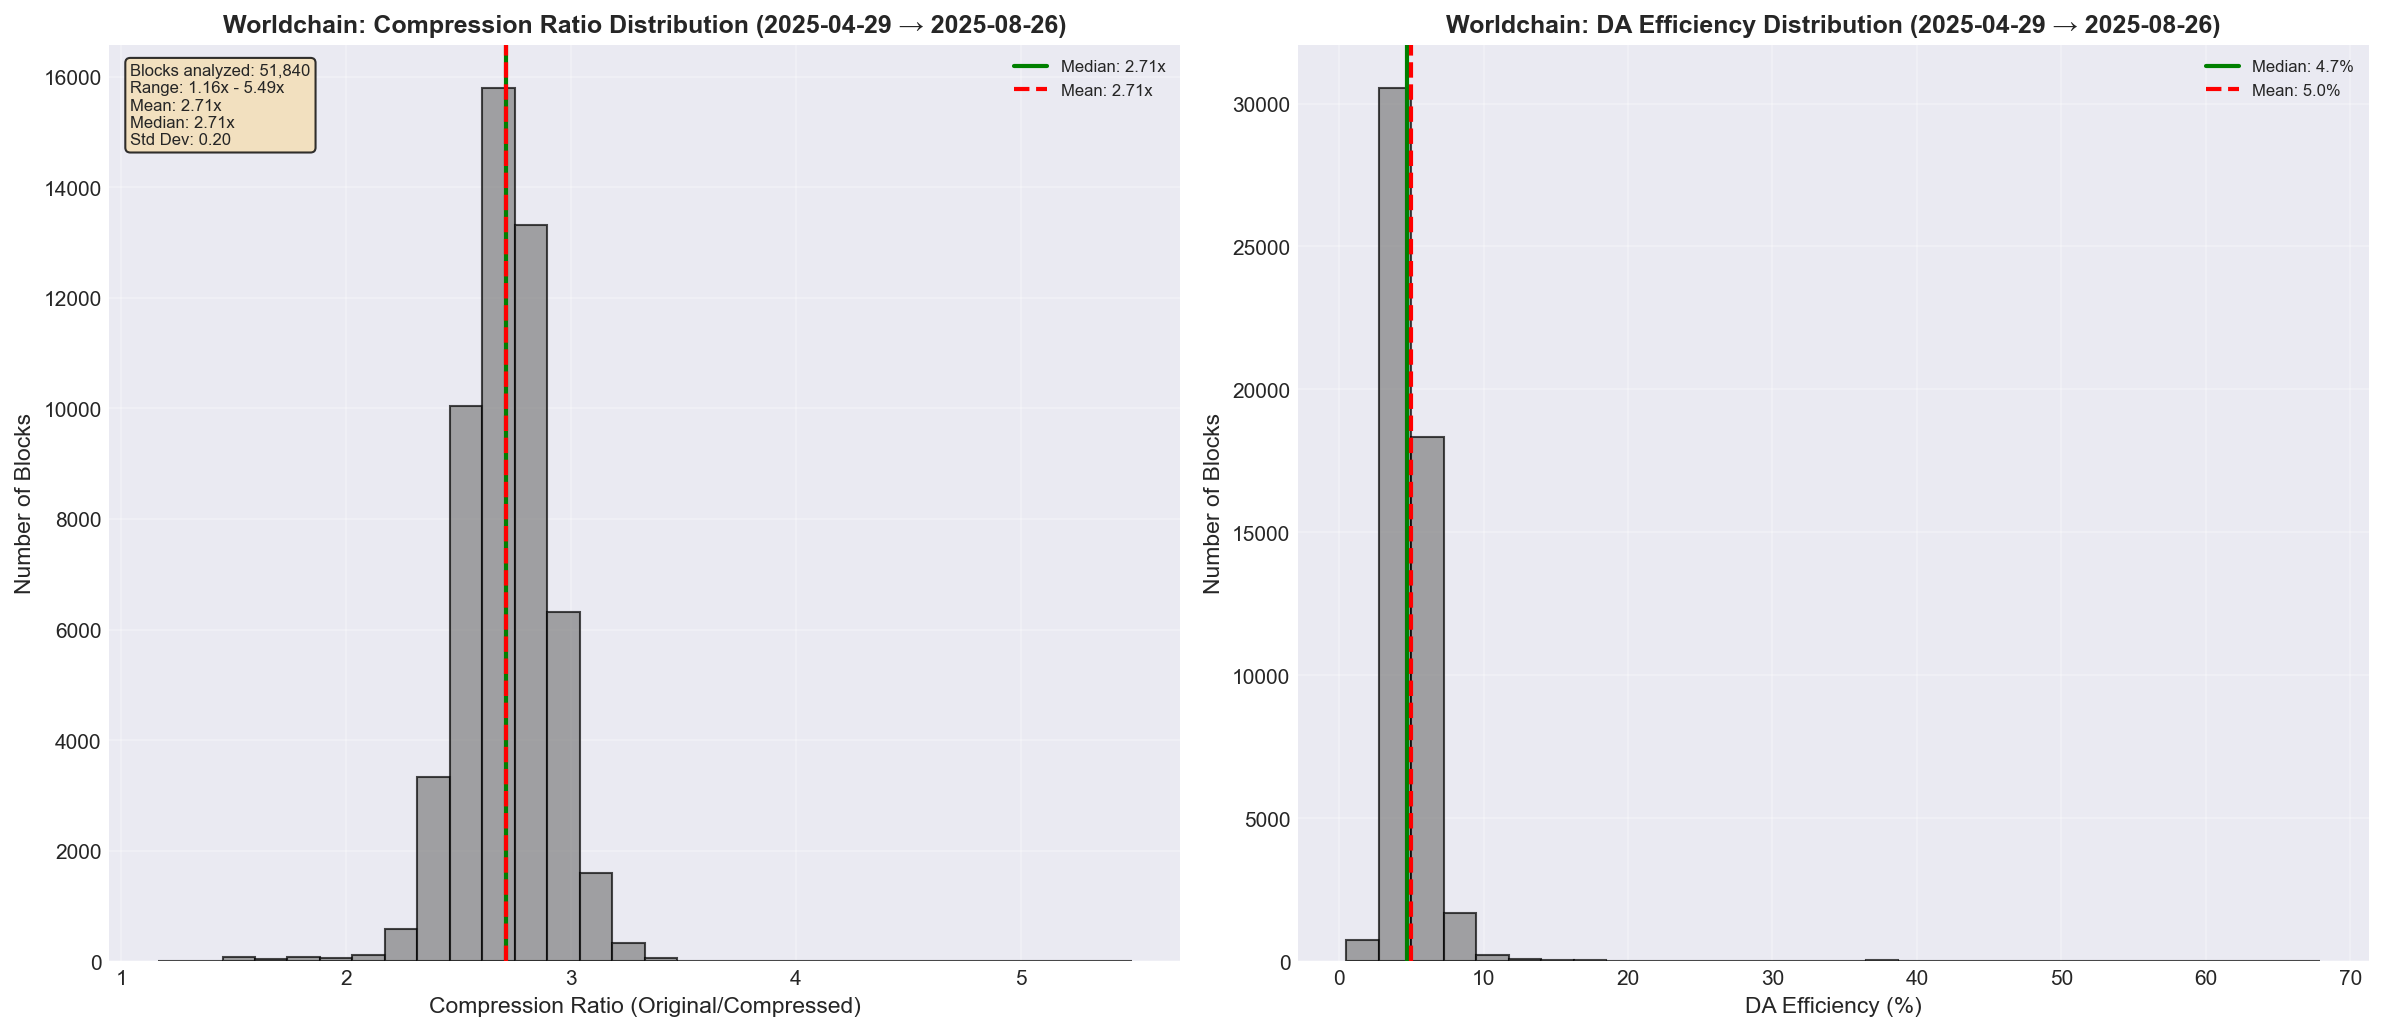 Worldchain: Compression Ratio Distribution (2025-04-29 → 2025-08-26)
Blocks analyzed: 51,840
Range: 1.16x - 5.49x
Mean: 2.71x
Median: 2.71x
Std Dev: 0.20
Median: 2.71x
Mean: 2.71x
Number of Blocks
16000
14000
12000
10000
8000
6000
4000
2000
0
1 2 3 4 5
Compression Ratio (Original/Compressed)
Worldchain: DA Efficiency Distribution (2025-04-29 → 2025-08-26)
Median: 4.7%
Mean: 5.0%
Number of Blocks
30000
25000
20000
15000
10000
5000
0
0 10 20 30 40 50 60 70
DA Efficiency (%)